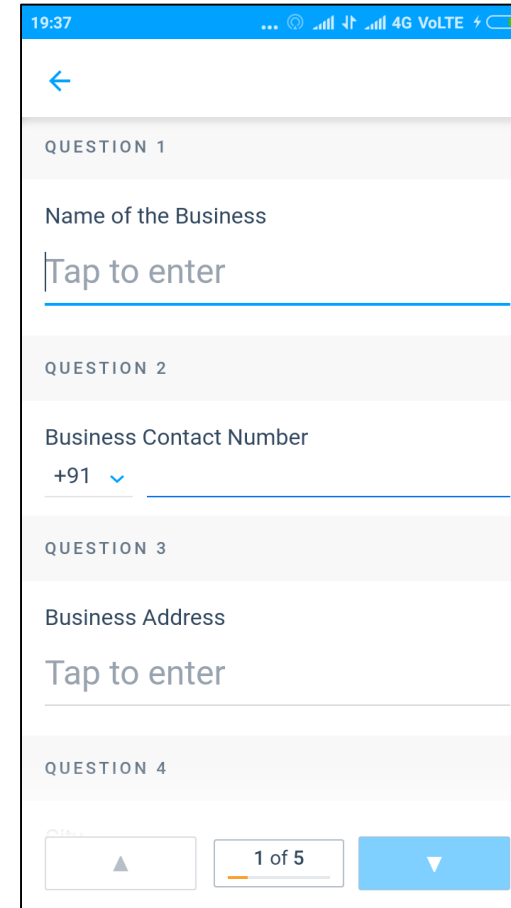 19:37 ... 4G VoLTE
QUESTION 1
Name of the Business
Tap to enter
QUESTION 2
Business Contact Number
+91
QUESTION 3
Business Address
Tap to enter
QUESTION 4
City
1 of 5